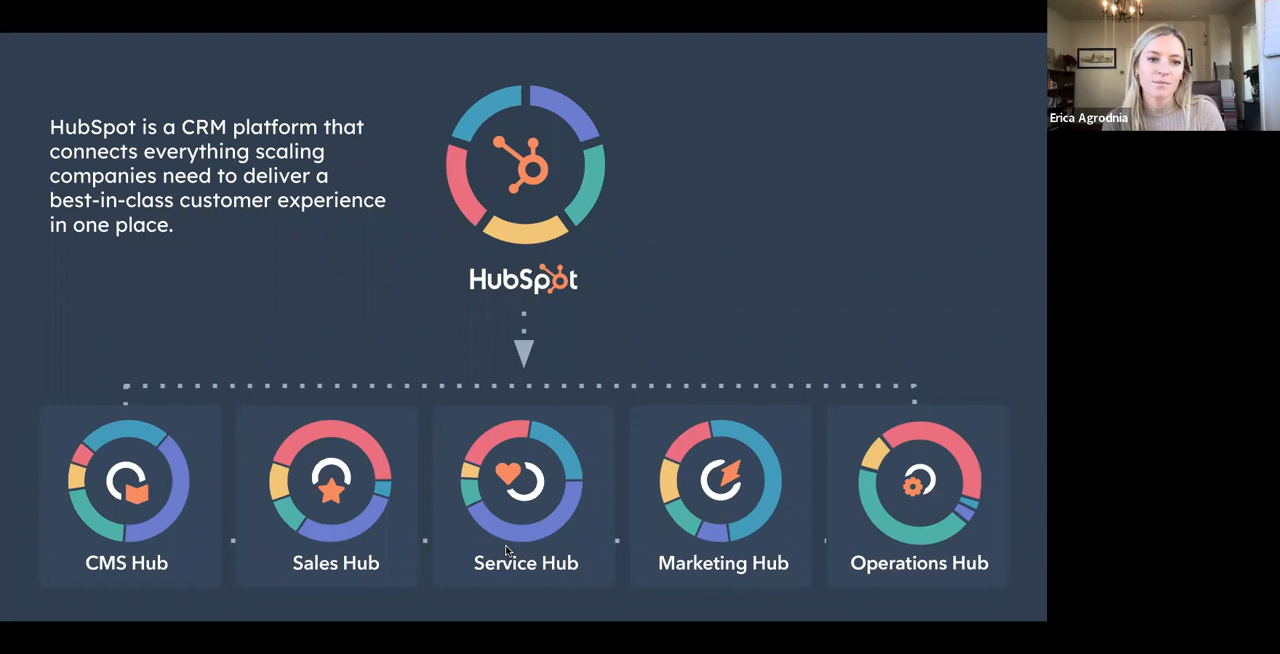 HubSpot is a CRM platform that
connects everything scaling
companies need to deliver a
best-in-class customer experience
in one place.
HubSpot
CMS Hub
Sales Hub
Service Hub
Marketing Hub
Operations Hub
Erica Agrodnia